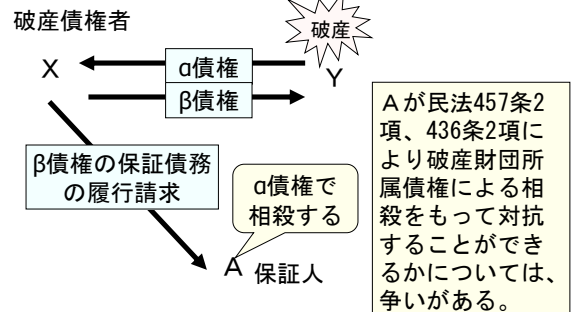 破産債権者
破産
X
α債権
Y
β債権
β債権の保証債務
の履行請求
α債権で
相殺する
A 保証人
Aが民法457条2
項、436条2項に
より破産財団所
属債権による相
殺をもって対抗
することができ
るかについては、
争いがある。